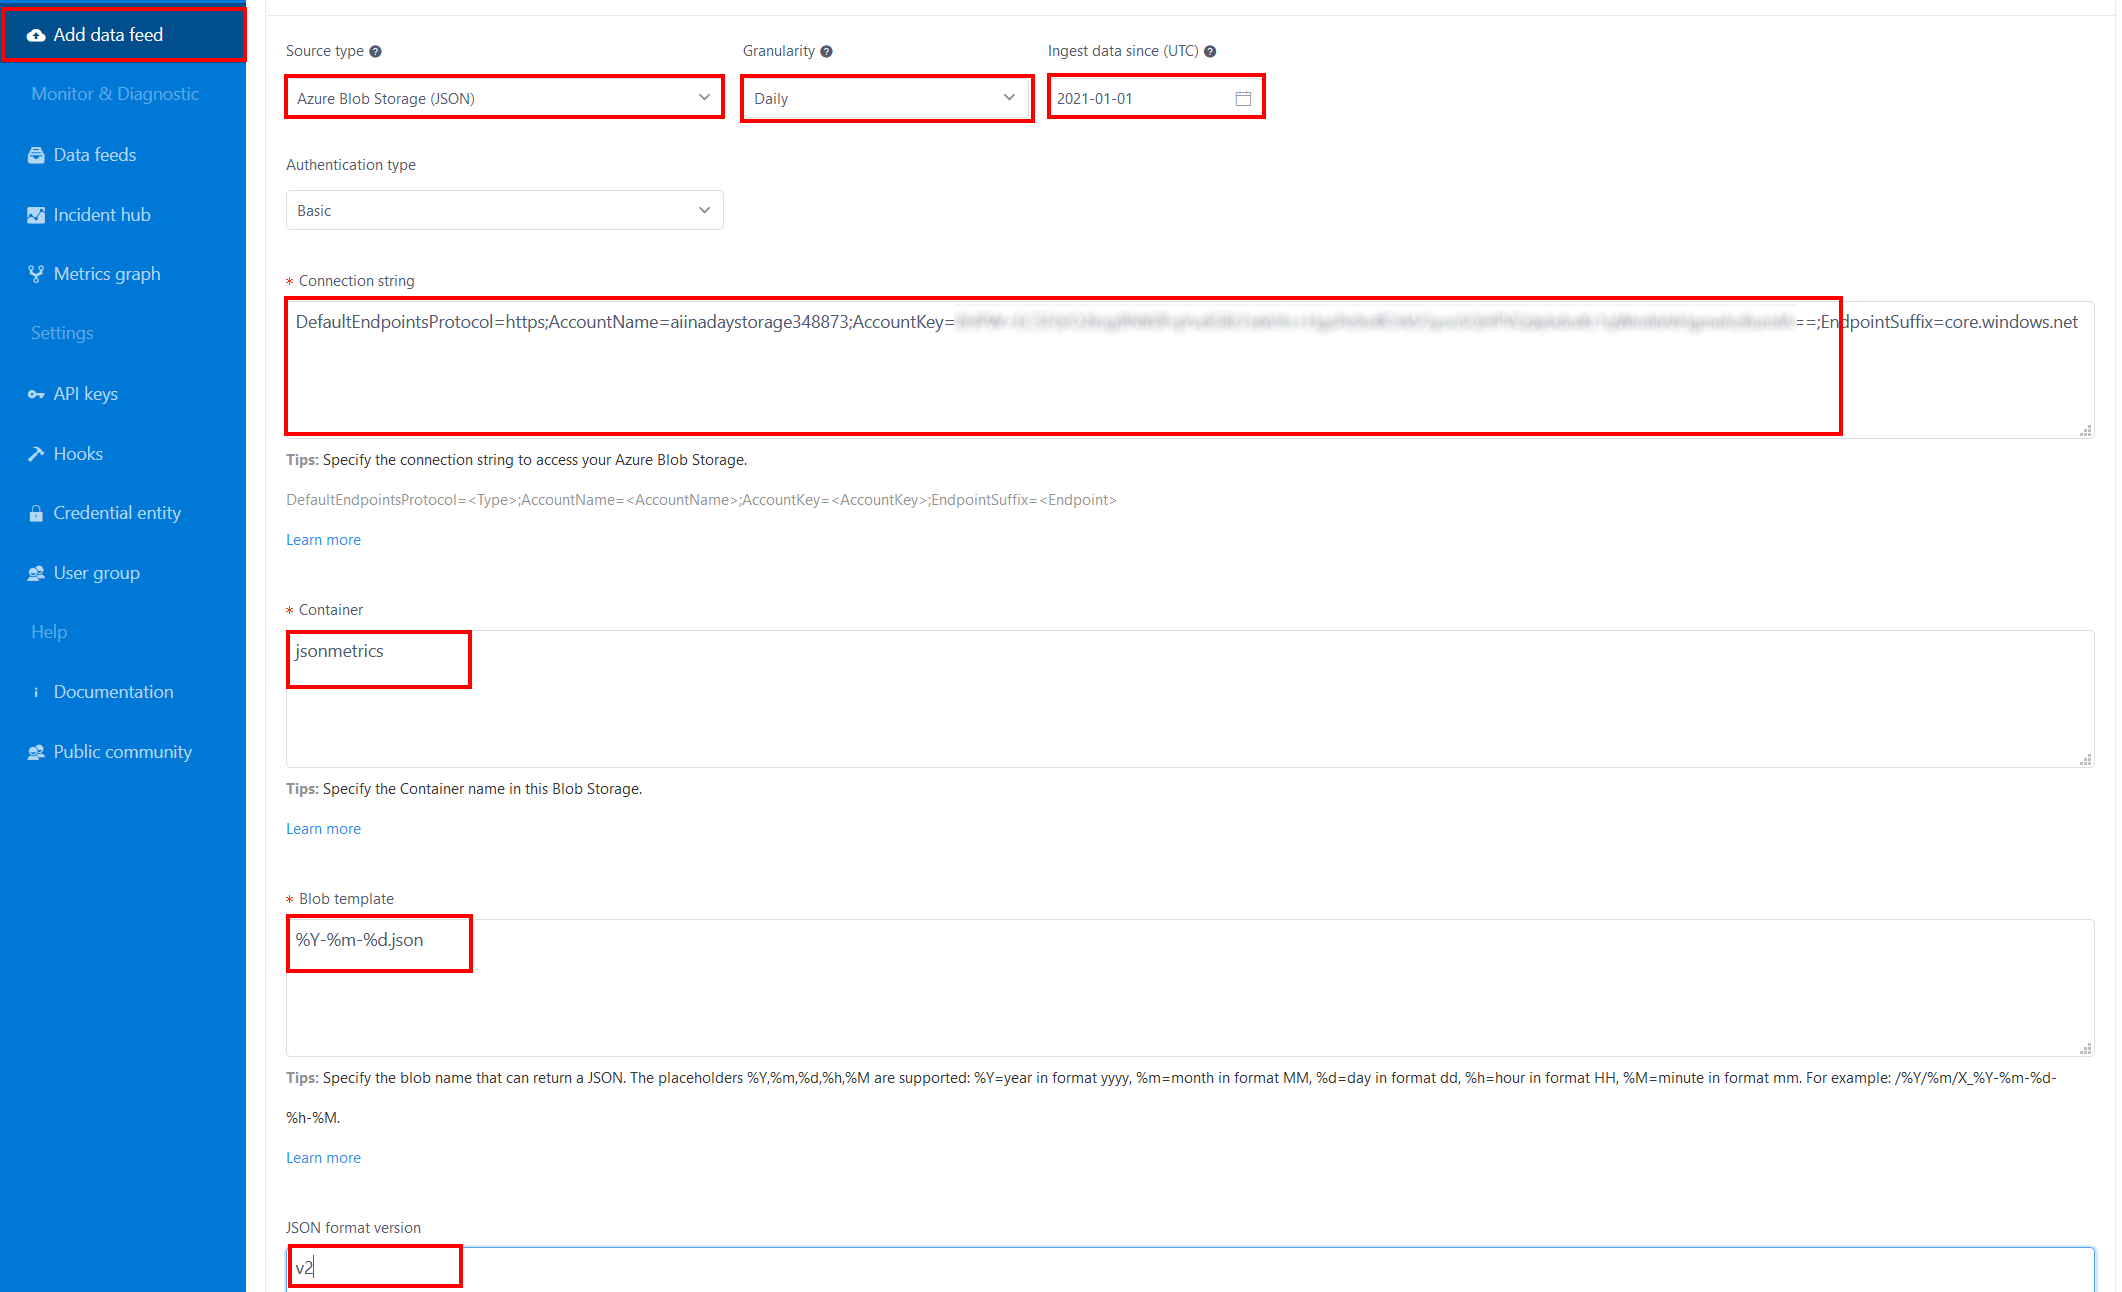 Add data feed
Monitor & Diagnostic
Data feeds
Incident hub
Metrics graph
Settings
API keys
Hooks
Credential entity
User group
Help
Documentation
Public community
Source type
Granularity
Ingest data since (UTC)
Azure Blob Storage (JSON)
Daily
2021-01-01
Authentication type
Basic
* Connection string
DefaultEndpointsProtocol=https;AccountName=aiinadaystorage348873;AccountKey= ==;EndpointSuffix=core.windows.net
Tips: Specify the connection string to access your Azure Blob Storage.
DefaultEndpointsProtocol=<Type>;AccountName=<AccountName>;AccountKey=<AccountKey>;EndpointSuffix=<Endpoint>
Learn more
* Container
jsonmetrics
Tips: Specify the Container name in this Blob Storage.
Learn more
* Blob template
%Y-%m-%d.json
Tips: Specify the blob name that can return a JSON. The placeholders %Y,%m,%d,%h,%M are supported: %Y=year in format yyyy, %m=month in format MM, %d=day in format dd, %h=hour in format HH, %M=minute in format mm. For example: /%Y/%m/X_%Y-%m-%d-
%h-%M.
Learn more
JSON format version
v2